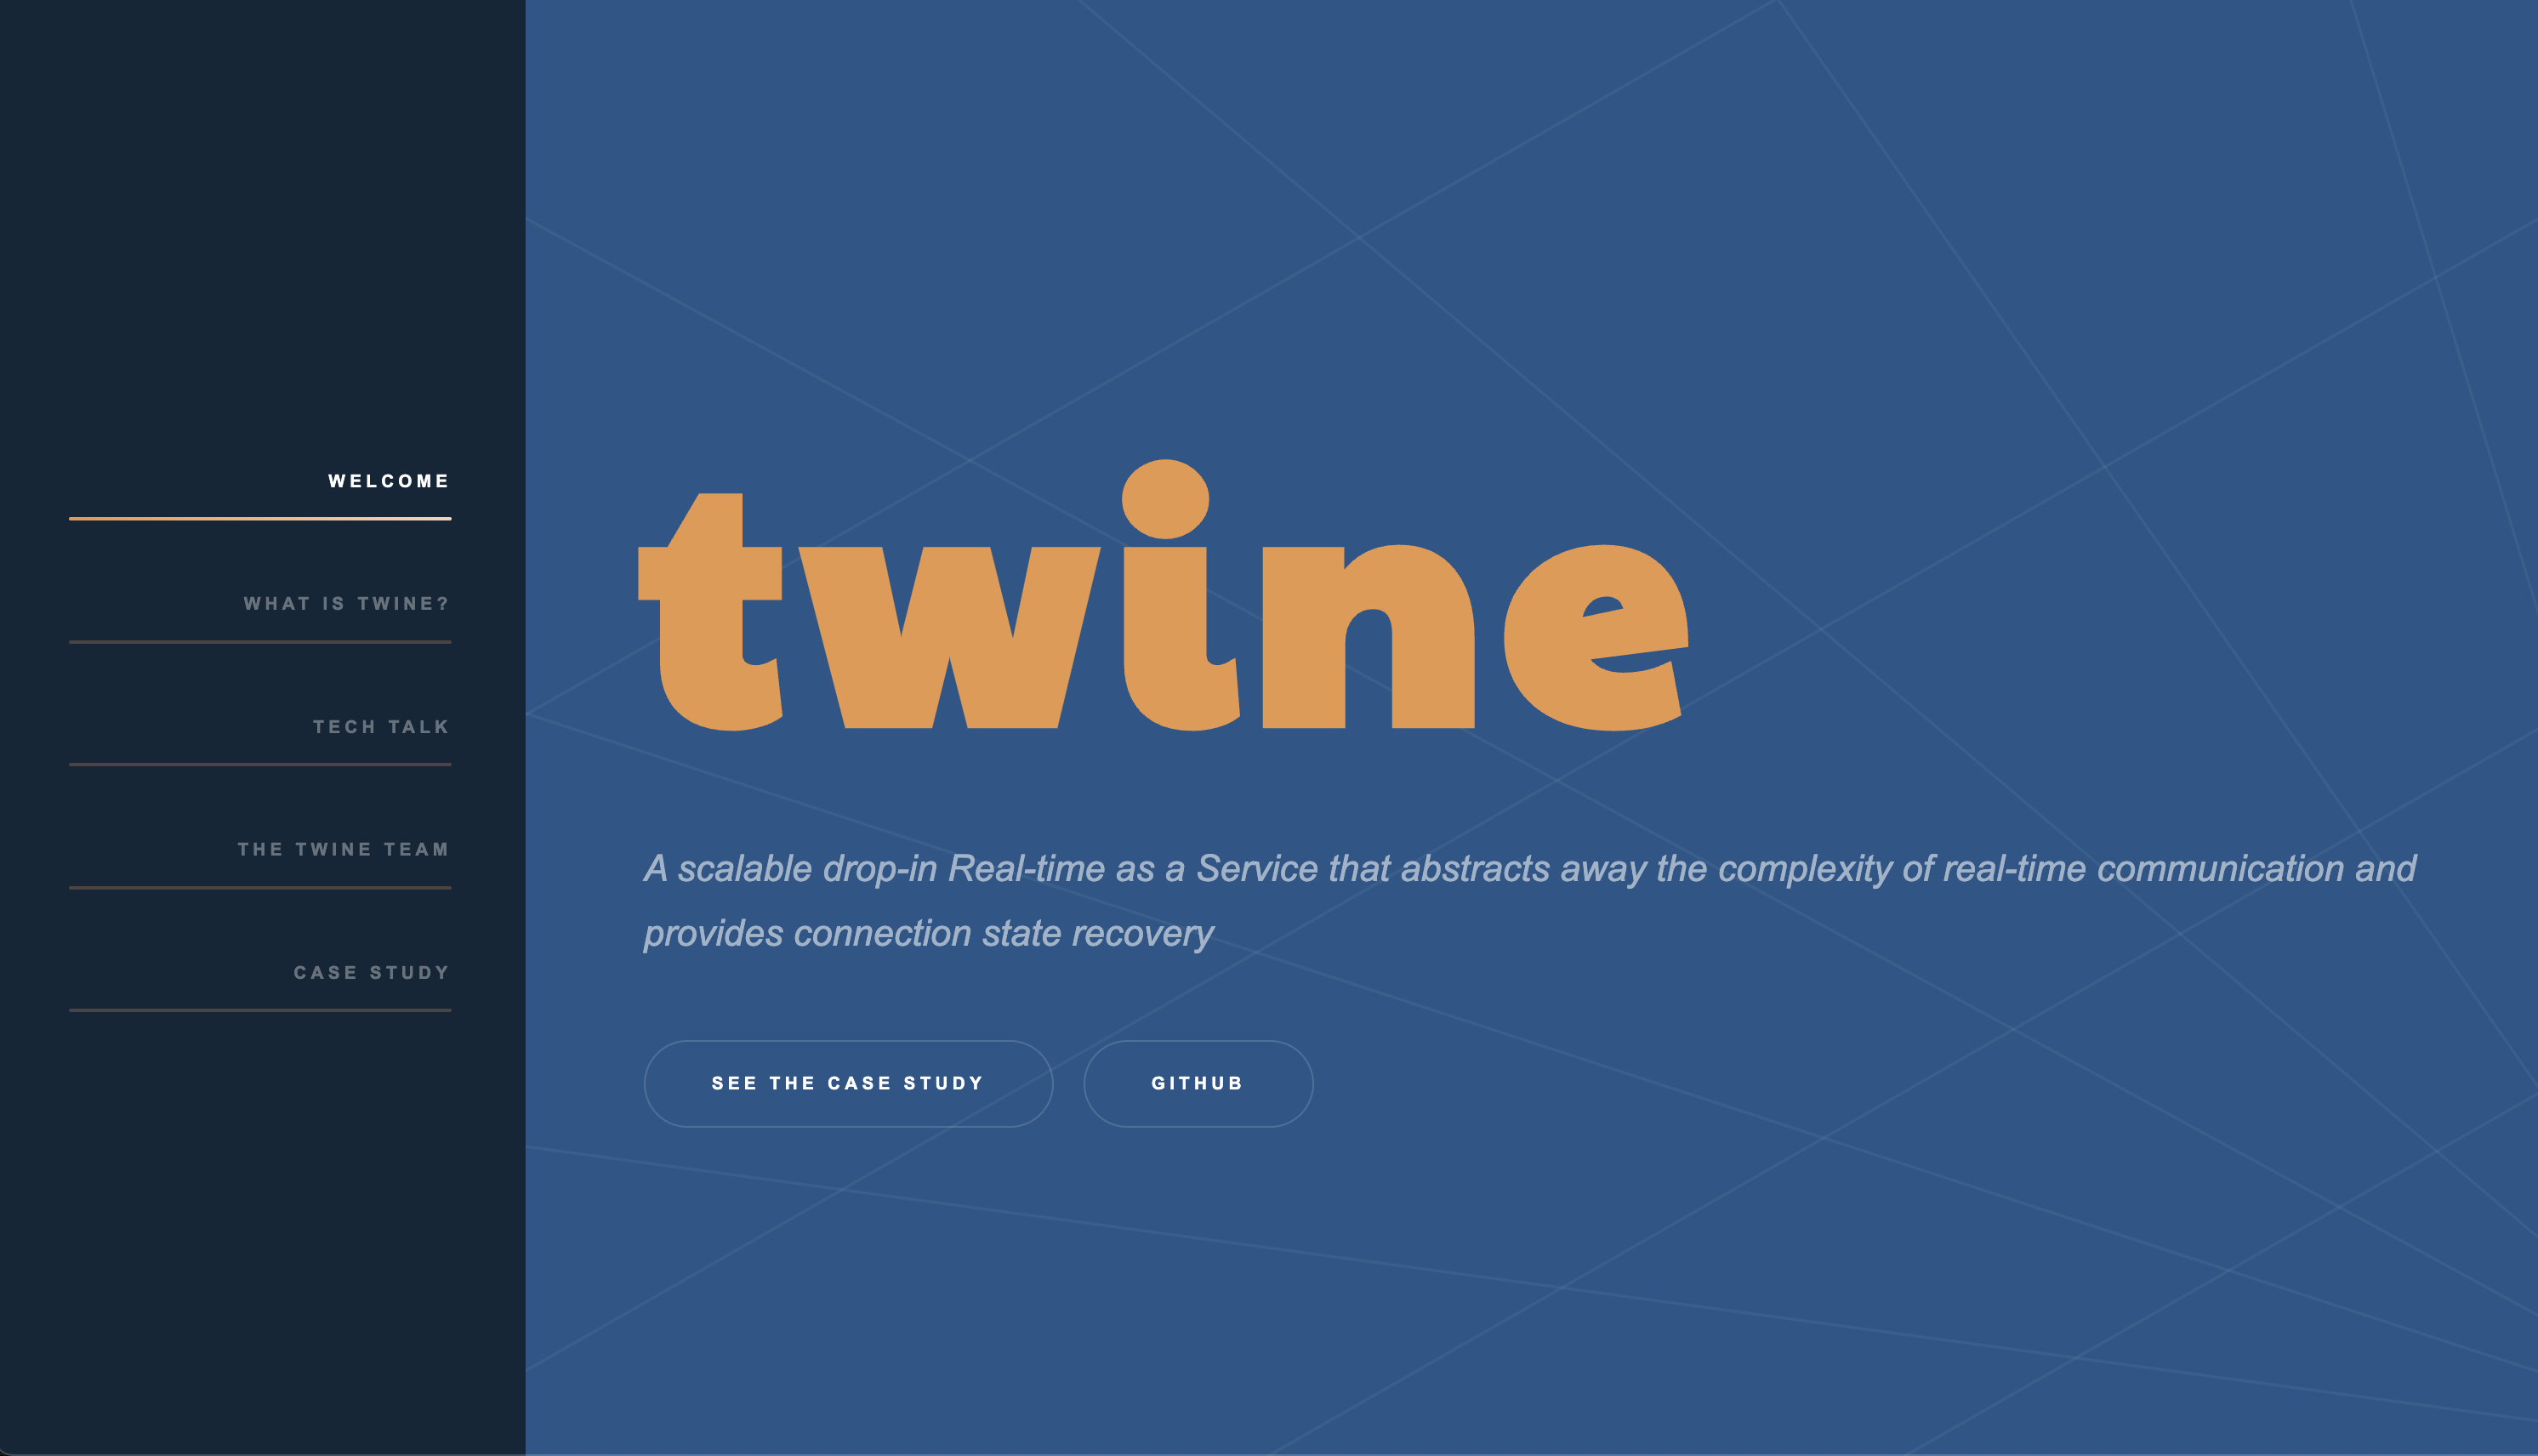 WELCOME
WHAT IS TWINE?
TECH TALK
THE TWINE TEAM
CASE STUDY
twine
A scalable drop-in Real-time as a Service that abstracts away the complexity of real-time communication and
provides connection state recovery
SEE THE CASE STUDY
GITHUB